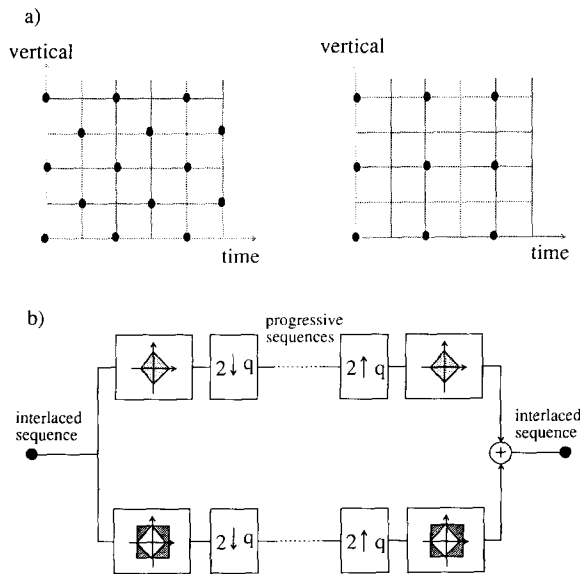 a)
vertical
vertical
time
time
b)
progressive
sequences
2↓q
2↑q
interlaced
sequence
interlaced
sequence
+
2↓q
2↑q